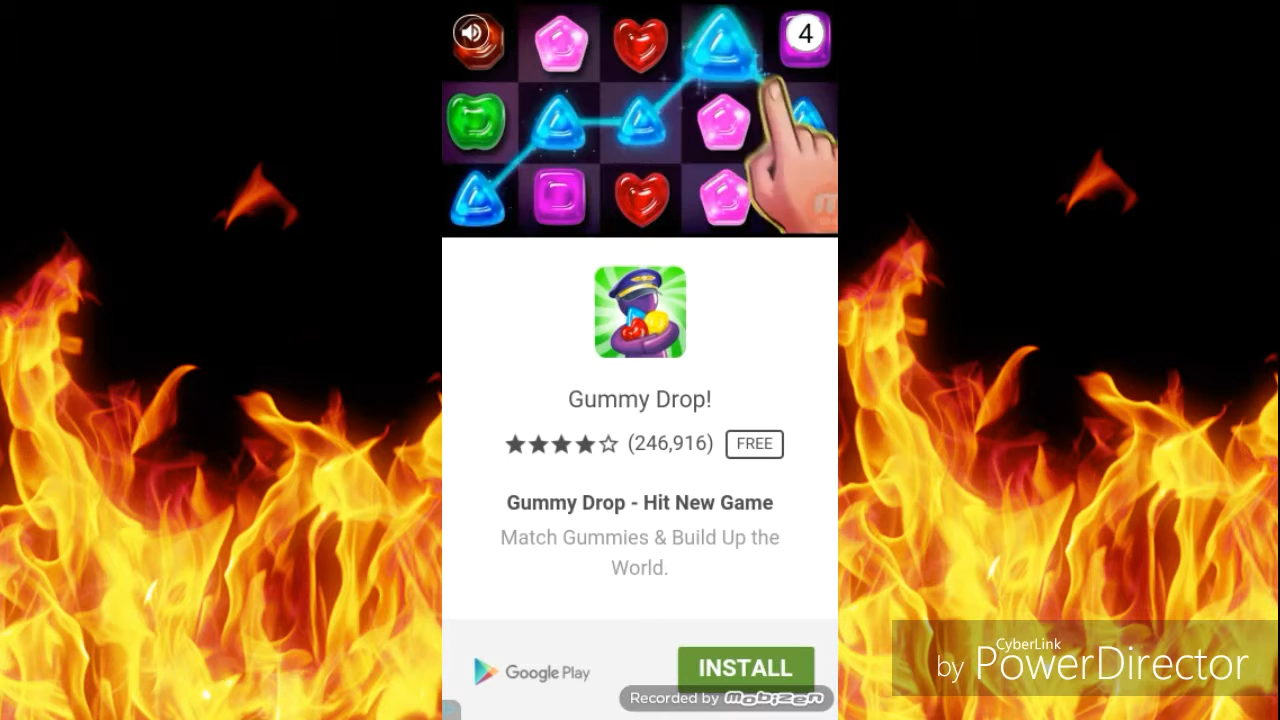 4
Gummy Drop!
(246,916) FREE
Gummy Drop - Hit New Game
Match Gummies & Build Up the
World.
Google Play
INSTALL
Recorded by mobizen
CyberLink
by PowerDirector